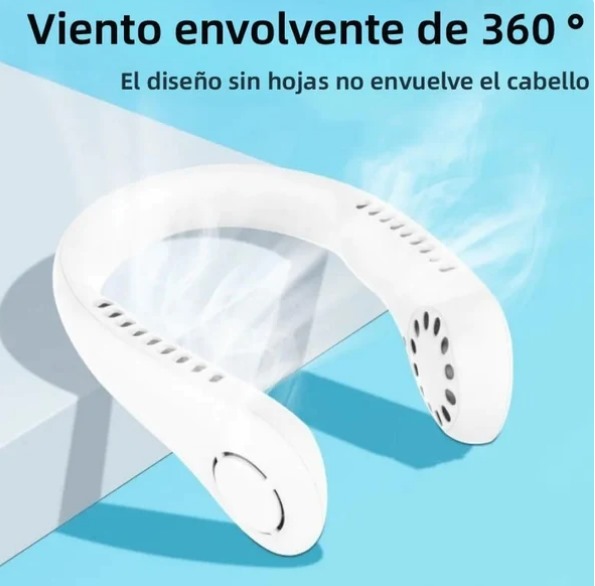 Viento envolvente de 360 °
El diseño sin hojas no envuelve el cabello